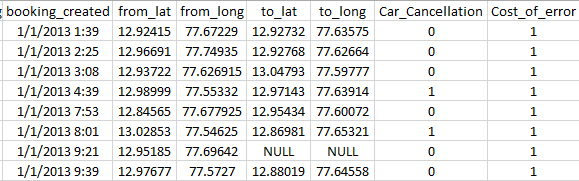 booking_created from_lat from_long to_lat to_long Car_Cancellation Cost_of_error
1/1/2013 1:39 12.92415 77.67229 12.92732 77.63575 0 1
1/1/2013 2:25 12.96691 77.74935 12.92768 77.62664 0 1
1/1/2013 3:08 12.93722 77.626915 13.04793 77.59777 0 1
1/1/2013 4:39 12.98999 77.55332 12.97143 77.63914 1 1
1/1/2013 7:53 12.84565 77.677925 12.95434 77.60072 0 1
1/1/2013 8:01 13.02853 77.54625 12.86981 77.65321 1 1
1/1/2013 9:21 12.95185 77.69642 NULL NULL 0 1
1/1/2013 9:39 12.97677 77.5727 12.88019 77.64558 0 1